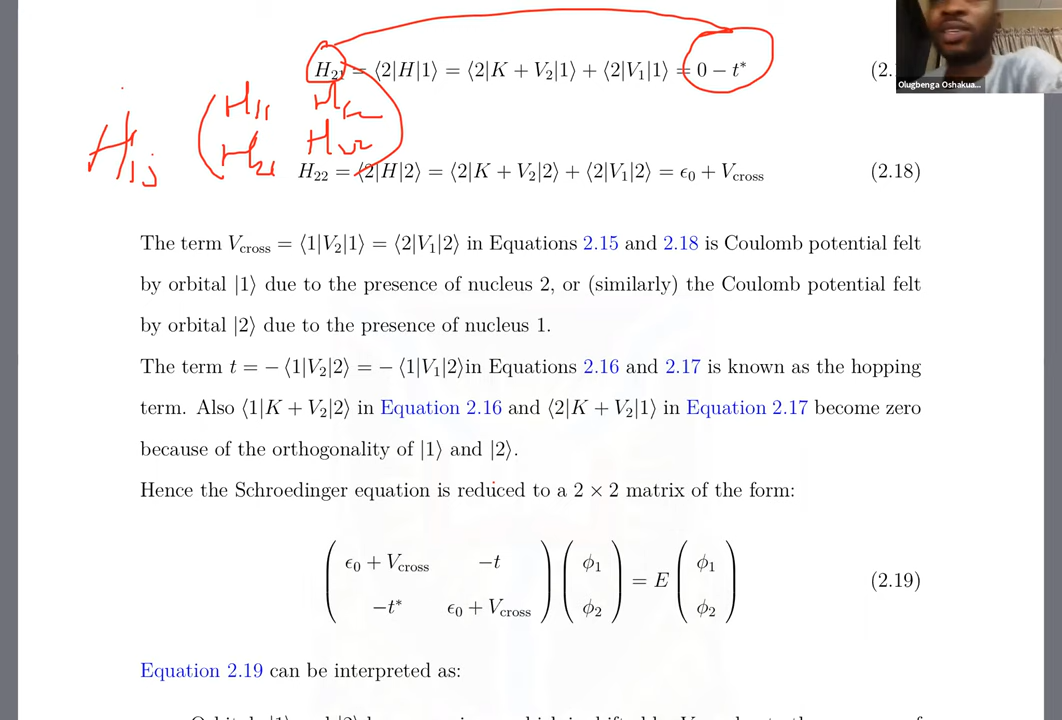 H₂₁ = ⟨2|H|1⟩ = ⟨2|K + V₂|1⟩ + ⟨2|V₁|1⟩ = 0 − t* (2.
Olugbenga Oshakua...
H₁₁ H₁₂
Hᵢⱼ
H₂₁ H₂₂
H₂₂ = ⟨2|H|2⟩ = ⟨2|K + V₂|2⟩ + ⟨2|V₁|2⟩ = ϵ₀ + V_cross (2.18)
The term V_cross = ⟨1|V₂|1⟩ = ⟨2|V₁|2⟩ in Equations 2.15 and 2.18 is Coulomb potential felt
by orbital |1⟩ due to the presence of nucleus 2, or (similarly) the Coulomb potential felt
by orbital |2⟩ due to the presence of nucleus 1.
The term t = − ⟨1|V₂|2⟩ = − ⟨1|V₁|2⟩in Equations 2.16 and 2.17 is known as the hopping
term. Also ⟨1|K + V₂|2⟩ in Equation 2.16 and ⟨2|K + V₂|1⟩ in Equation 2.17 become zero
because of the orthogonality of |1⟩ and |2⟩.
Hence the Schroedinger equation is reduced to a 2 × 2 matrix of the form:
ϵ₀ + V_cross −t ϕ₁ ϕ₁
= E (2.19)
−t* ϵ₀ + V_cross ϕ₂ ϕ₂
Equation 2.19 can be interpreted as: